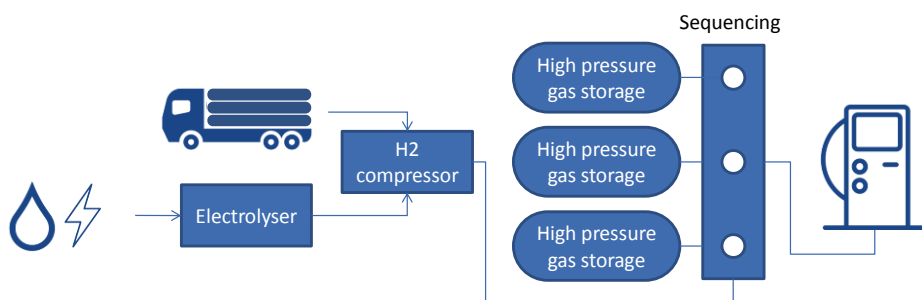 Sequencing
High pressure
gas storage
H2
compressor
High pressure
gas storage
Electrolyser
High pressure
gas storage